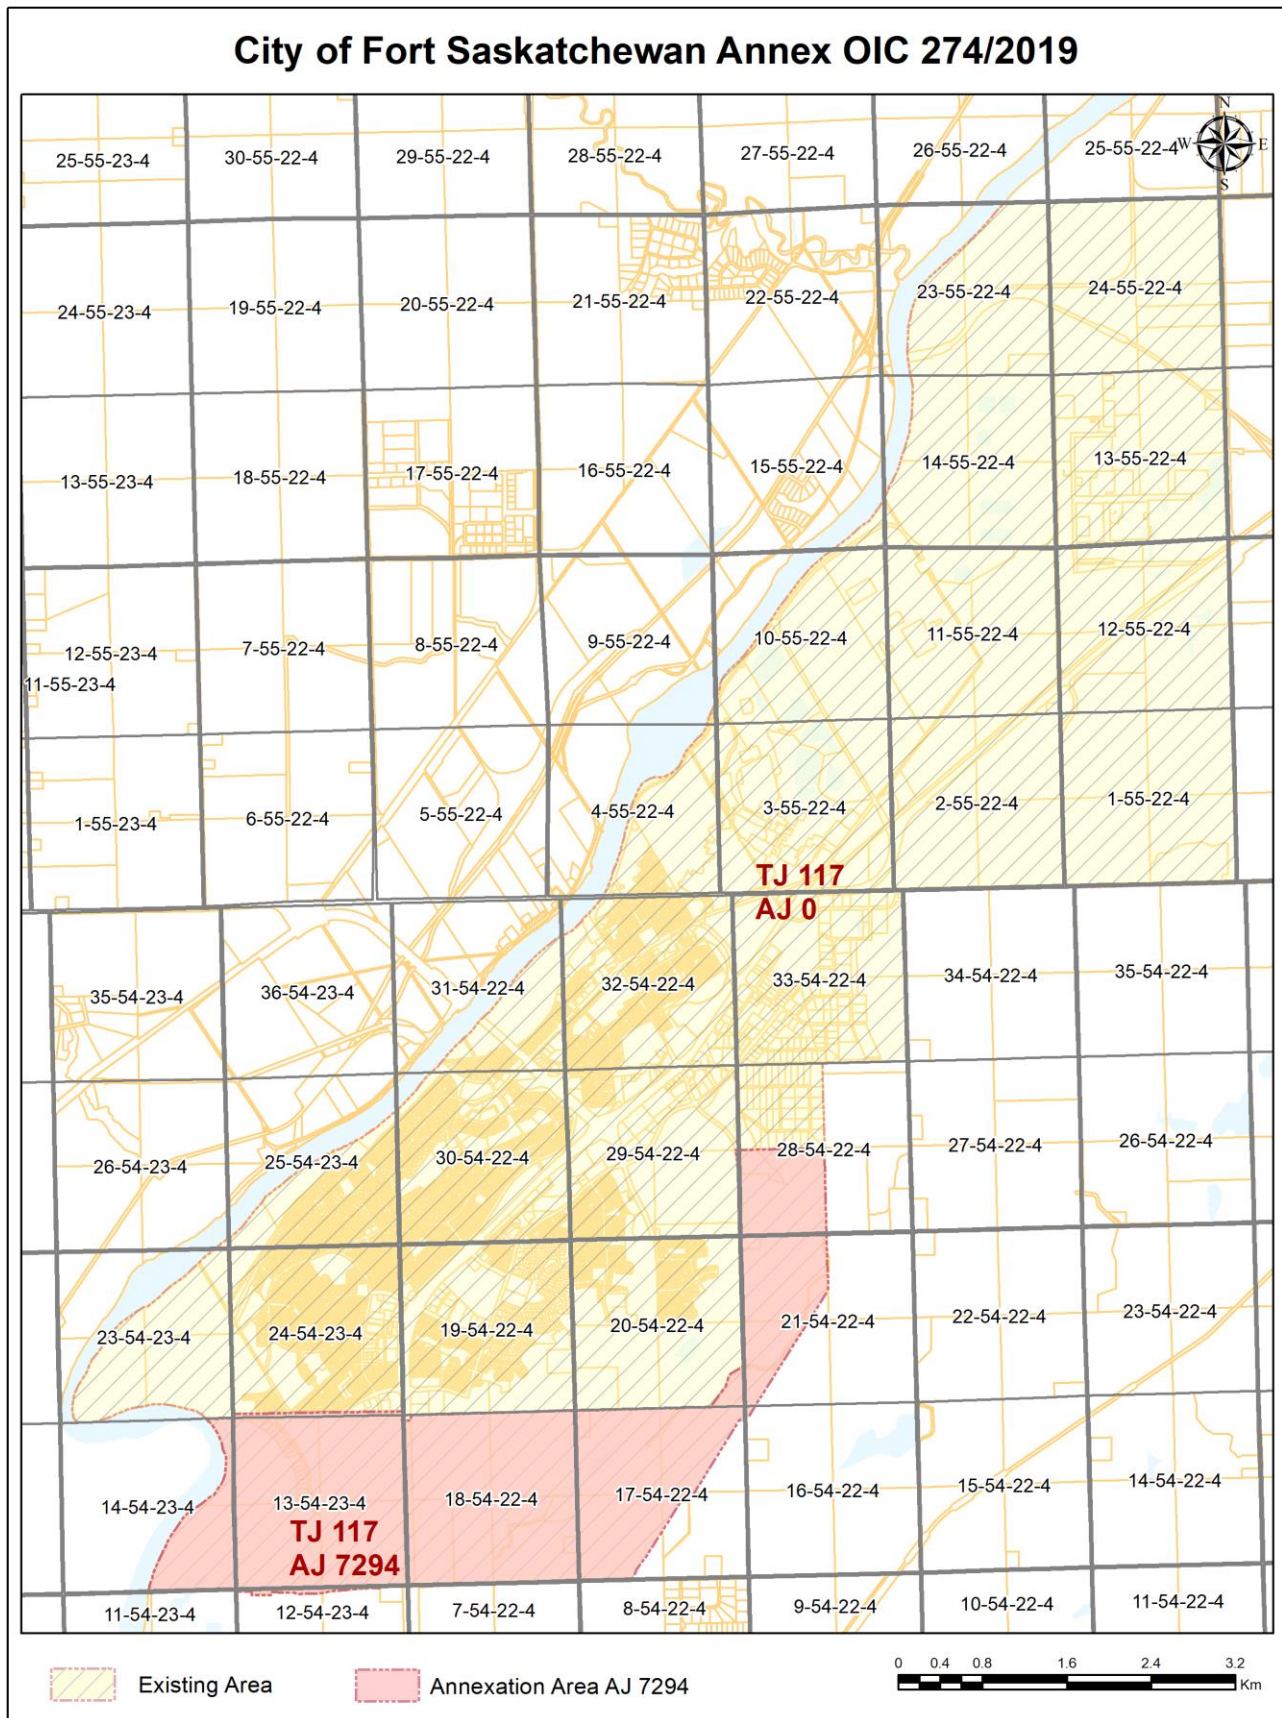 City of Fort Saskatchewan Annex OIC 274/2019
N
W E
S
25-55-23-4 30-55-22-4 29-55-22-4 28-55-22-4 27-55-22-4 26-55-22-4 25-55-22-4
24-55-23-4 19-55-22-4 20-55-22-4 21-55-22-4 22-55-22-4 23-55-22-4 24-55-22-4
13-55-23-4 18-55-22-4 17-55-22-4 16-55-22-4 15-55-22-4 14-55-22-4 13-55-22-4
12-55-23-4 7-55-22-4 8-55-22-4 9-55-22-4 10-55-22-4 11-55-22-4 12-55-22-4
11-55-23-4
1-55-23-4 6-55-22-4 5-55-22-4 4-55-22-4 3-55-22-4 2-55-22-4 1-55-22-4
TJ 117
AJ 0
35-54-23-4 36-54-23-4 31-54-22-4 32-54-22-4 33-54-22-4 34-54-22-4 35-54-22-4
26-54-23-4 25-54-23-4 30-54-22-4 29-54-22-4 28-54-22-4 27-54-22-4 26-54-22-4
23-54-23-4 24-54-23-4 19-54-22-4 20-54-22-4 21-54-22-4 22-54-22-4 23-54-22-4
14-54-23-4 13-54-23-4 18-54-22-4 17-54-22-4 16-54-22-4 15-54-22-4 14-54-22-4
TJ 117
AJ 7294
11-54-23-4 12-54-23-4 7-54-22-4 8-54-22-4 9-54-22-4 10-54-22-4 11-54-22-4
Existing Area
Annexation Area AJ 7294
0 0.4 0.8 1.6 2.4 3.2
Km